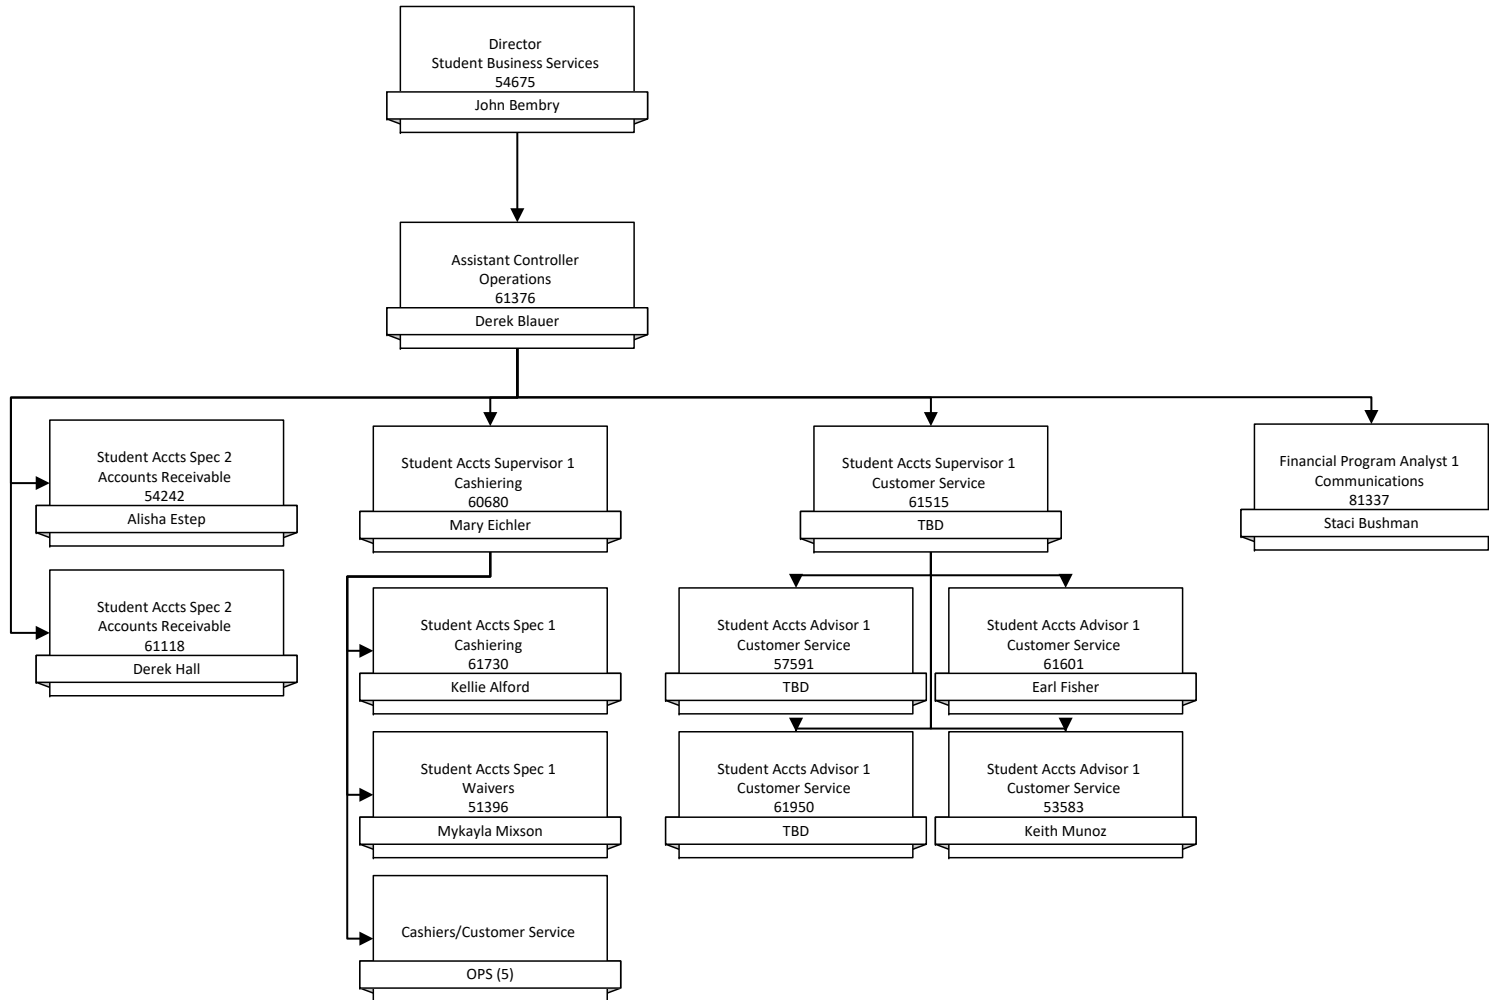 Director
Student Business Services
54675
John Bembry
Assistant Controller
Operations
61376
Derek Blauer
Student Accts Spec 2
Accounts Receivable
54242
Alisha Estep
Student Accts Supervisor 1
Cashiering
60680
Mary Eichler
Student Accts Supervisor 1
Customer Service
61515
TBD
Financial Program Analyst 1
Communications
81337
Staci Bushman
Student Accts Spec 2
Accounts Receivable
61118
Derek Hall
Student Accts Spec 1
Cashiering
61730
Kellie Alford
Student Accts Advisor 1
Customer Service
57591
TBD
Student Accts Advisor 1
Customer Service
61601
Earl Fisher
Student Accts Spec 1
Waivers
51396
Mykayla Mixson
Student Accts Advisor 1
Customer Service
61950
TBD
Student Accts Advisor 1
Customer Service
53583
Keith Munoz
Cashiers/Customer Service
OPS (5)